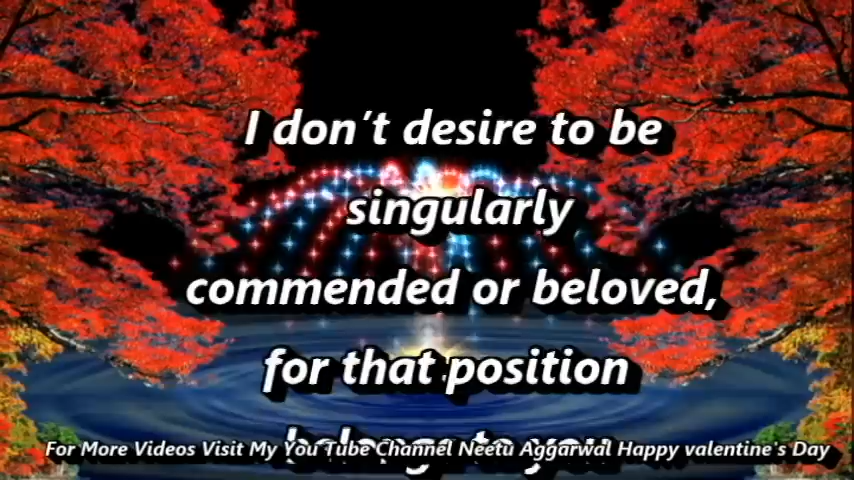 I don't desire to be
singularly
commended or beloved,
for that position
belongs to you
For More Videos Visit My You Tube Channel Neetu Aggarwal Happy valentine's Day